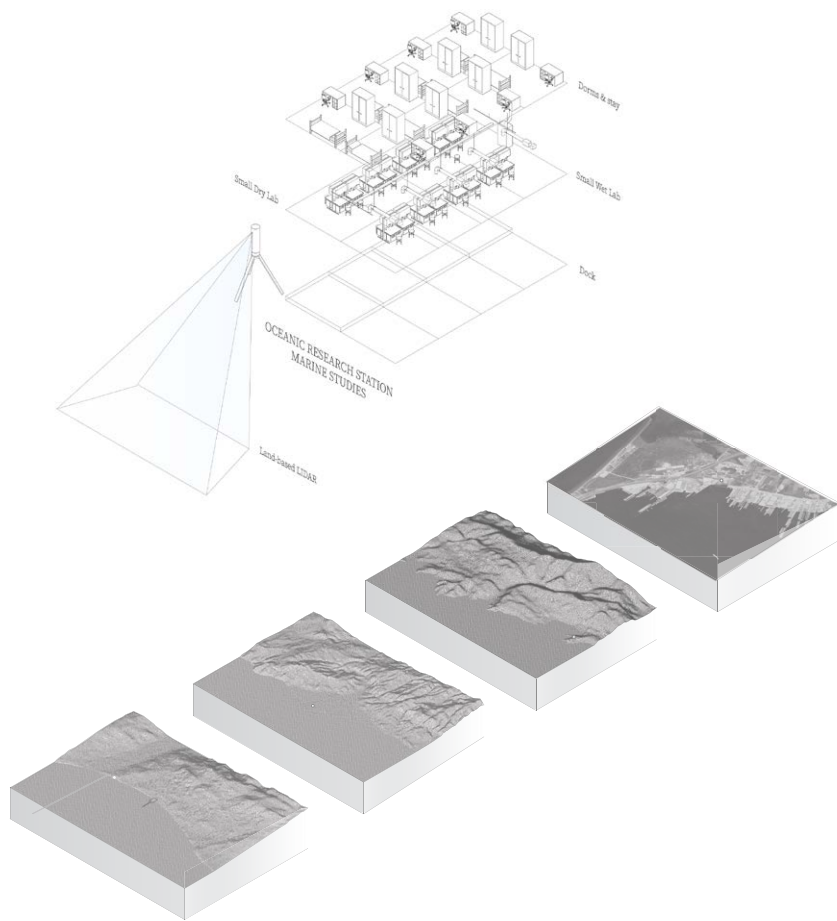 Dorms & stay
Small Dry Lab
Small Wet Lab
Dock
OCEANIC RESEARCH STATION
MARINE STUDIES
Land-based LIDAR